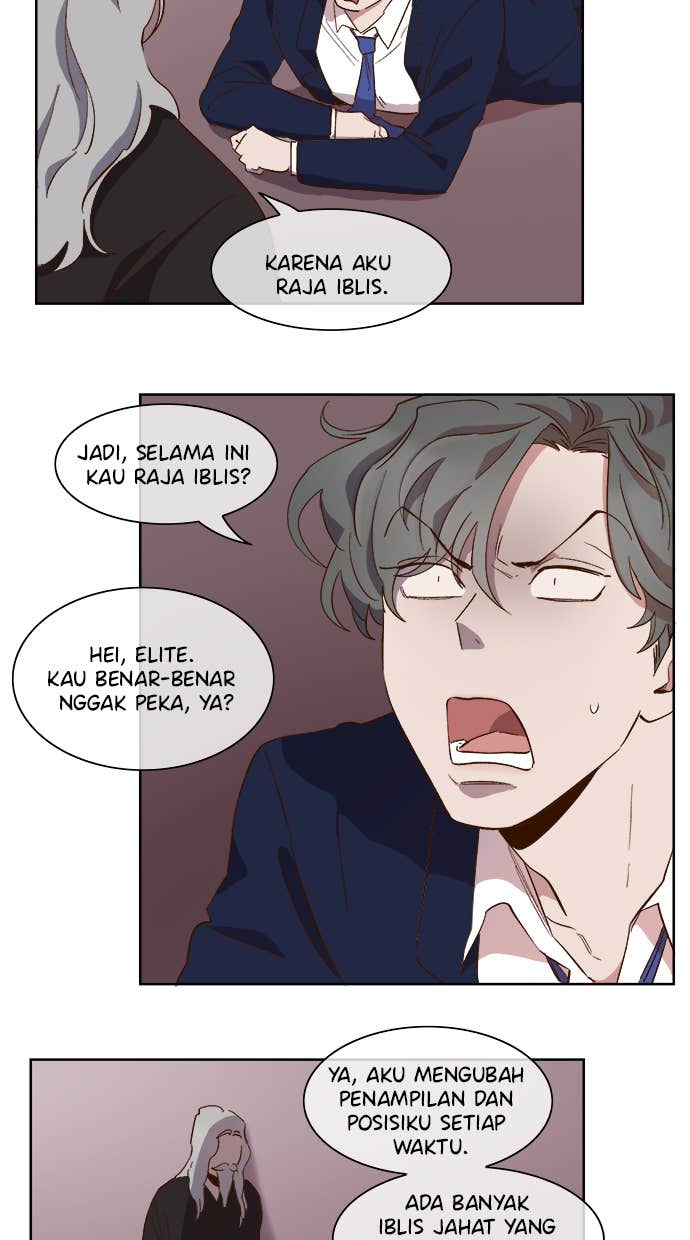 KARENA AKU
RAJA IBLIS.
JADI, SELAMA INI
KAU RAJA IBLIS?
HEI, ELITE.
KAU BENAR-BENAR
NGGAK PEKA, YA?
YA, AKU MENGUBAH
PENAMPILAN DAN
POSISIKU SETIAP
WAKTU.
ADA BANYAK
IBLIS JAHAT YANG